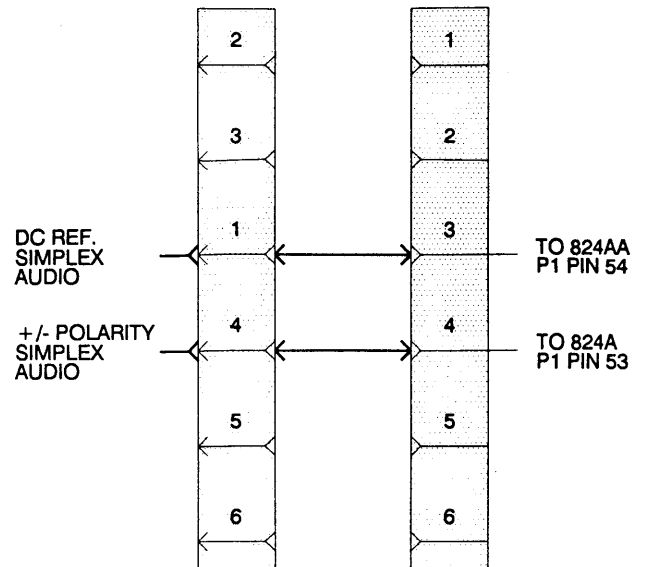 2 1
3 2
1 3
DC REF.
SIMPLEX
AUDIO
TO 824AA
P1 PIN 54
4 4
+/- POLARITY
SIMPLEX
AUDIO
TO 824A
P1 PIN 53
5 5
6 6